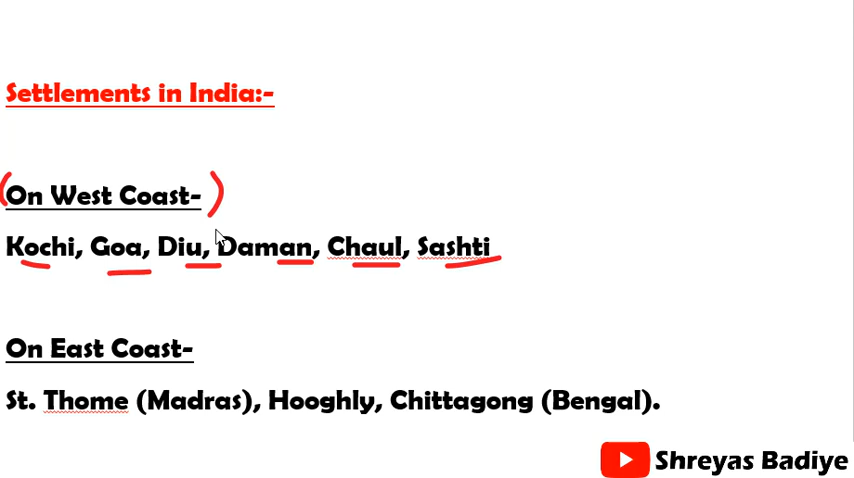 Settlements in India:-
On West Coast-
Kochi, Goa, Diu, Daman, Chaul, Sashti
On East Coast-
St. Thome (Madras), Hooghly, Chittagong (Bengal).
Shreyas Badiye